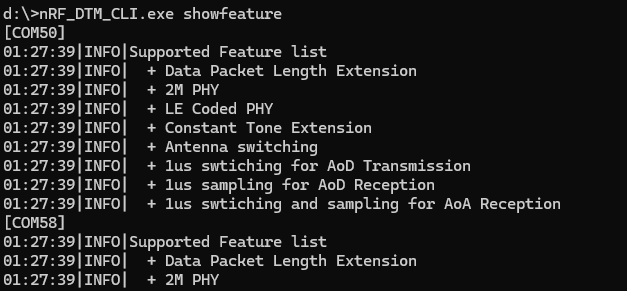 d:\>nRF_DTM_CLI.exe showfeature
[COM50]
01:27:39|INFO|Supported Feature list
01:27:39|INFO|  + Data Packet Length Extension
01:27:39|INFO|  + 2M PHY
01:27:39|INFO|  + LE Coded PHY
01:27:39|INFO|  + Constant Tone Extension
01:27:39|INFO|  + Antenna switching
01:27:39|INFO|  + 1us swtiching for AoD Transmission
01:27:39|INFO|  + 1us sampling for AoD Reception
01:27:39|INFO|  + 1us swtiching and sampling for AoA Reception
[COM58]
01:27:39|INFO|Supported Feature list
01:27:39|INFO|  + Data Packet Length Extension
01:27:39|INFO|  + 2M PHY